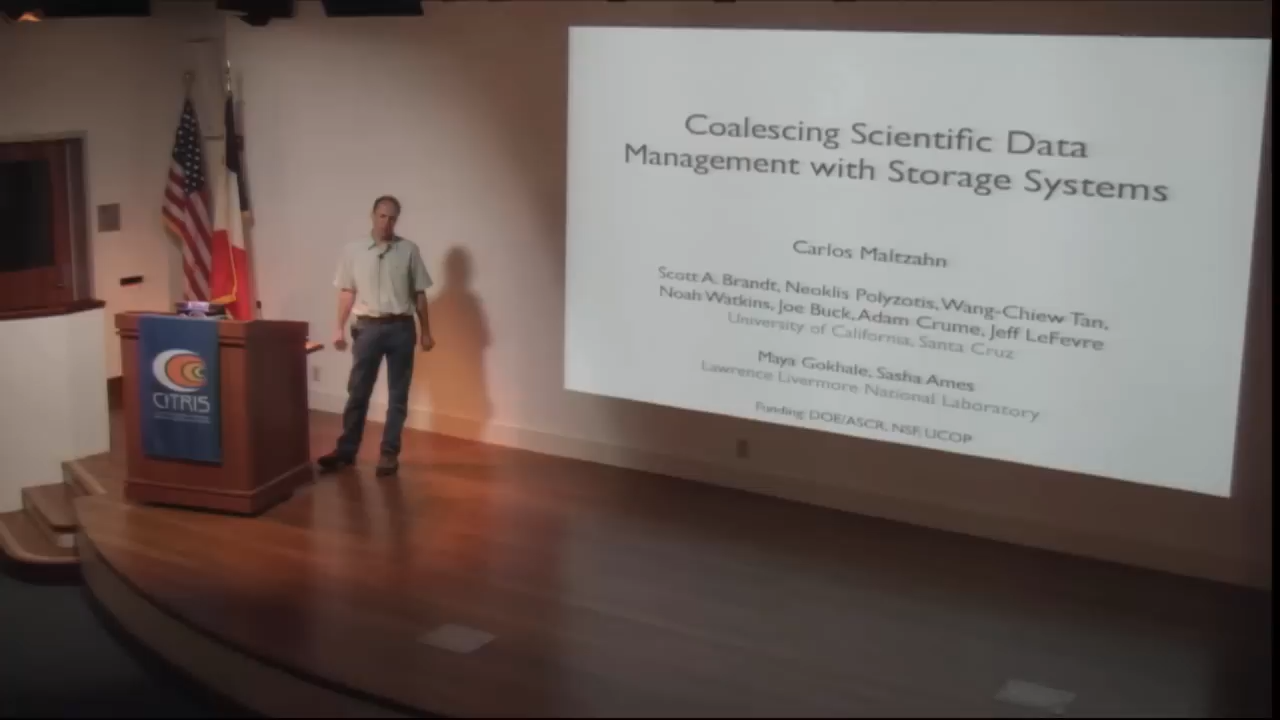 Coalescing Scientific Data
Management with Storage Systems
Carlos Maltzahn
Scott A. Brandt, Neoklis Polyzotis, Wang-Chiew Tan,
Noah Watkins, Joe Buck, Adam Crume, Jeff LeFevre
University of California, Santa Cruz
Maya Gokhale, Sasha Ames
Lawrence Livermore National Laboratory
Funding: DOE/ASCR, NSF, UCOP
CITRIS